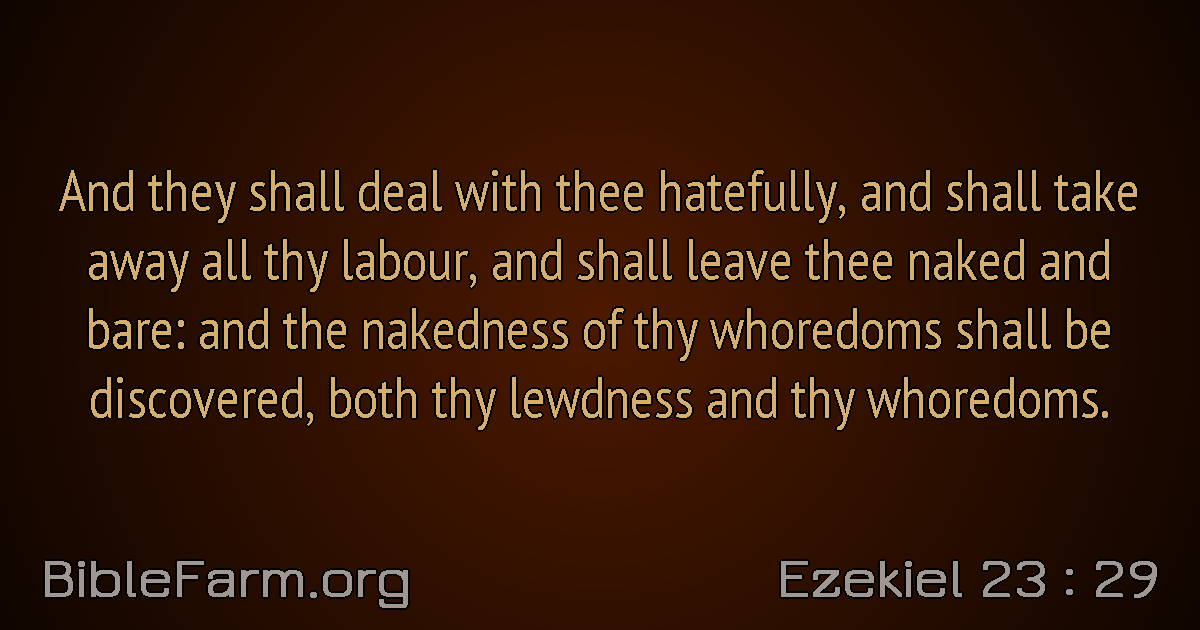 And they shall deal with thee hatefully, and shall take
away all thy labour, and shall leave thee naked and
bare: and the nakedness of thy whoredoms shall be
discovered, both thy lewdness and thy whoredoms.
BibleFarm.org
Ezekiel 23 : 29